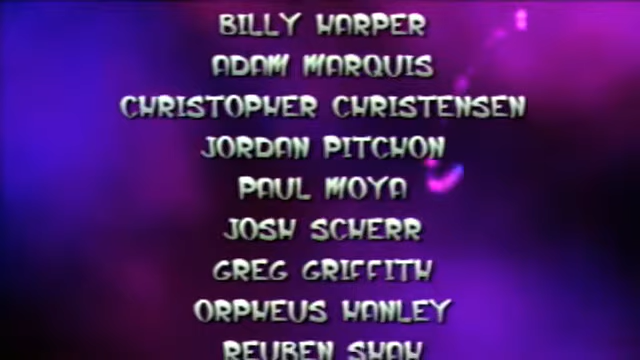 BILLY HARPER
ADAM MARQUIS
CHRISTOPHER CHRISTENSEN
JORDAN PITCHON
PAUL MOYA
JOSH SCHERR
GREG GRIFFITH
ORPHEUS HANLEY
REUBEN SHAH